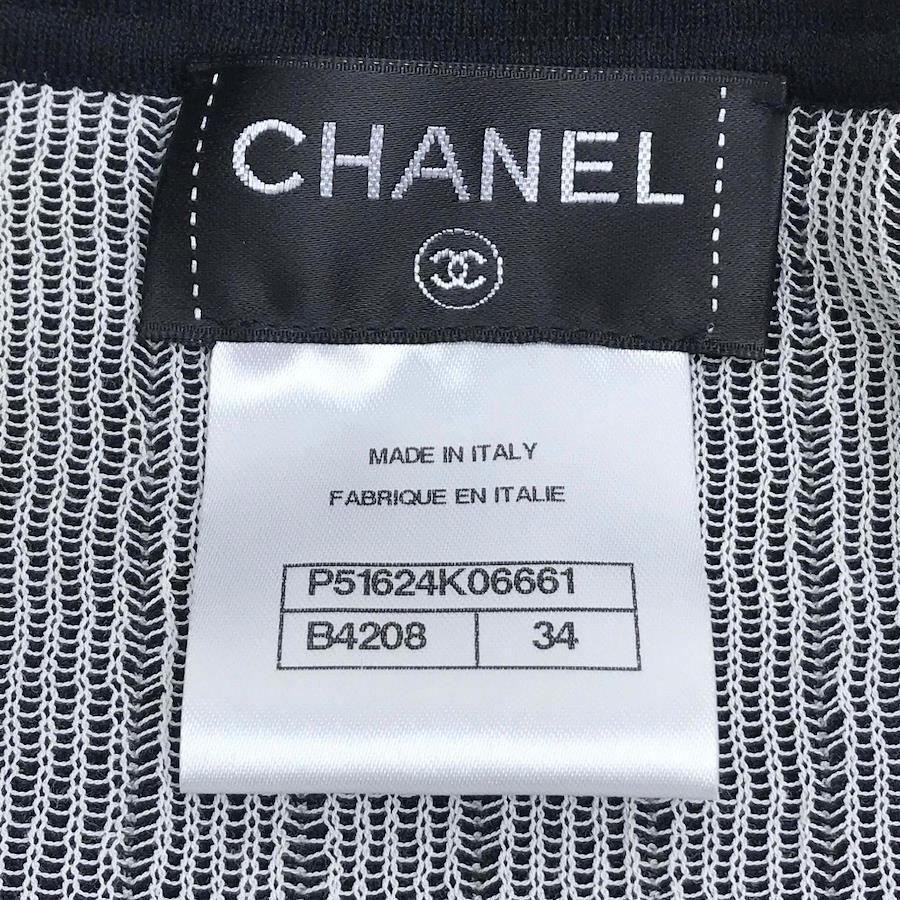 CHANEL
MADE IN ITALY
FABRIQUE EN ITALIE
P51624K06661
B4208 34